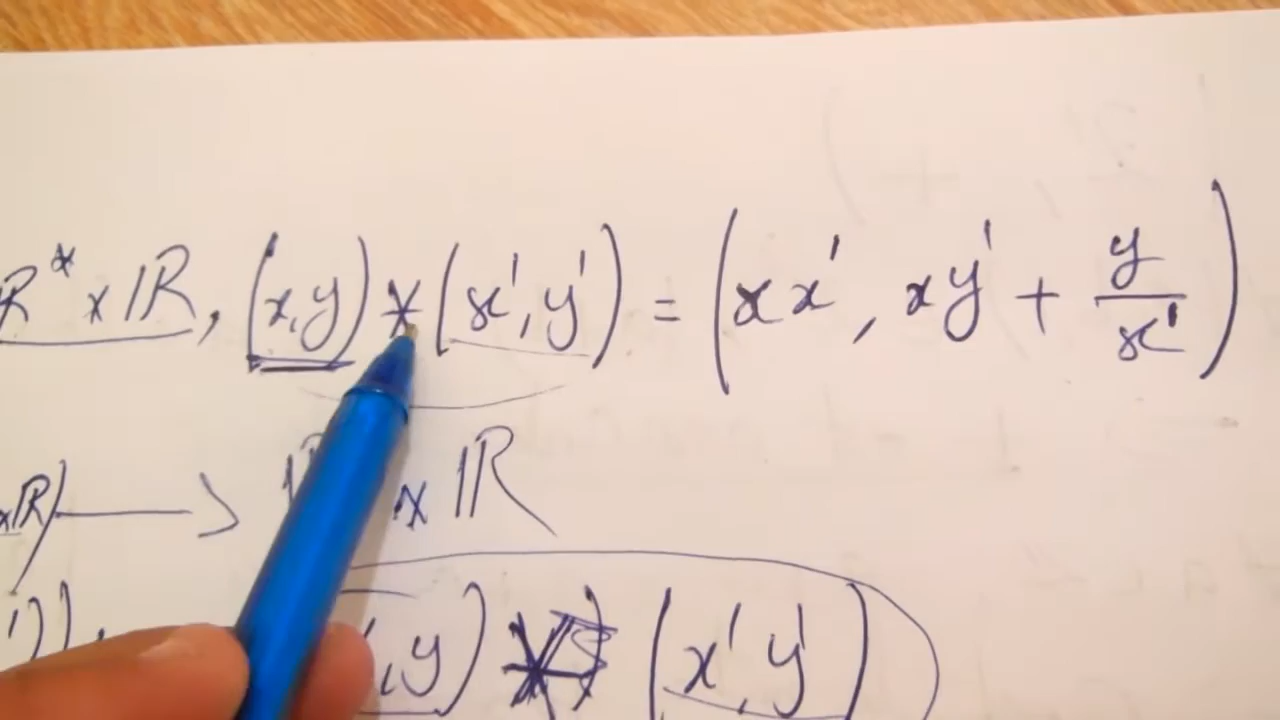 ℝ* × ℝ, (x,y) * (x',y') = (xx', xy' + y/x')
×ℝ) ⟶ × ℝ
')) ,y) * (x',y')